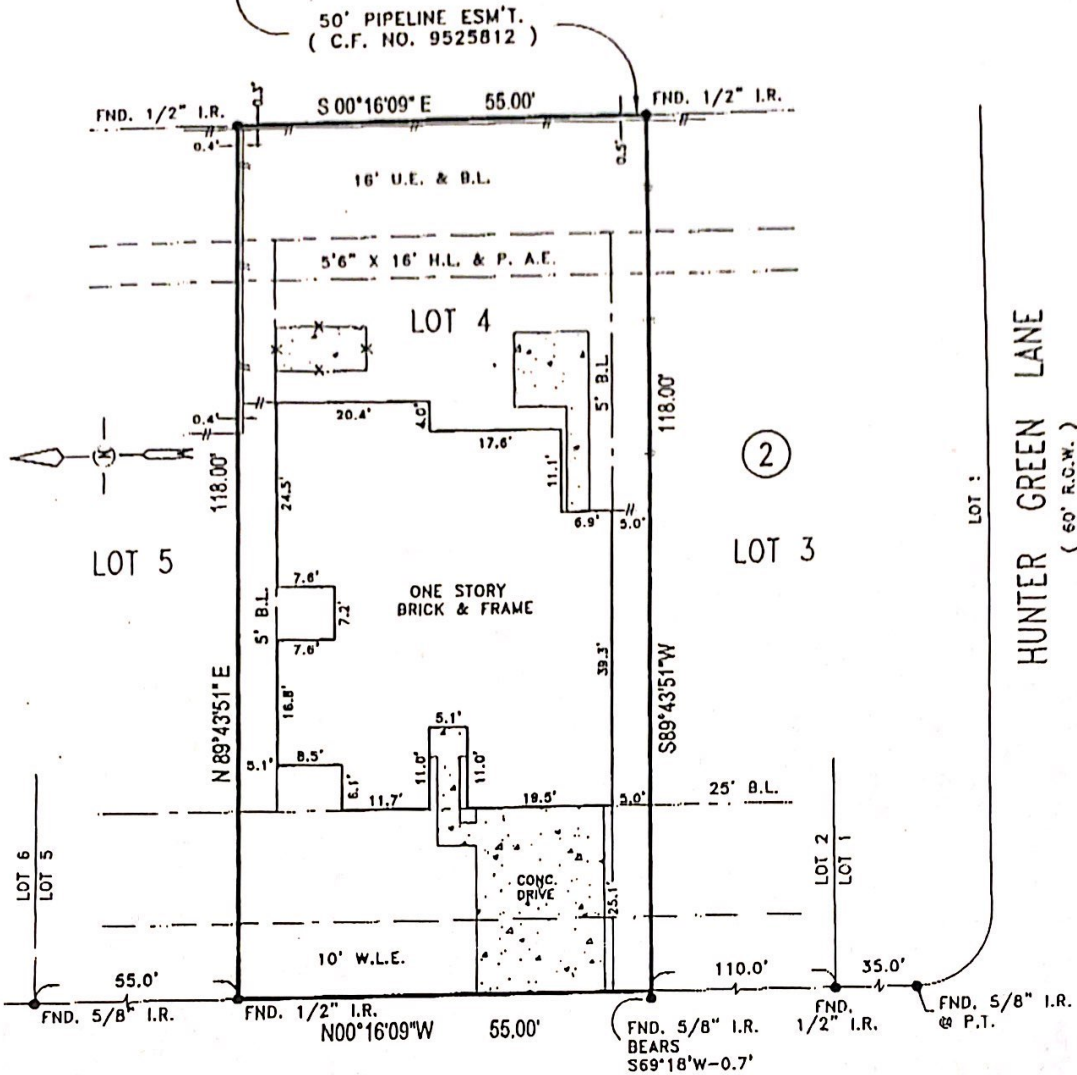 50' PIPELINE ESM'T.
( C.F. NO. 9525812 )
FND. 1/2" I.R.
0.3'
S 00°16'09" E 55.00'
FND. 1/2" I.R.
0.4'
0.5'
16' U.E. & B.L.
5'6" X 16' H.L. & P. A.E.
LOT 4
5' B.L.
20.4'
4.0'
0.4'
17.6'
118.00'
118.00'
2
HUNTER GREEN LANE
( 60' R.O.W. )
LOT 1
24.5'
11.1'
6.9'
5.0'
LOT 5
LOT 3
7.6'
ONE STORY
BRICK & FRAME
7.2'
5' B.L.
7.6'
39.3'
16.8'
N 89°43'51" E
S89°43'51"W
5.1'
5.1'
8.5'
6.1'
11.0'
11.0'
11.7'
19.5'
5.0'
25' B.L.
LOT 6
LOT 5
LOT 2
LOT 1
CONC.
DRIVE
25.1'
10' W.L.E.
55.0'
110.0'
35.0'
FND. 5/8" I.R.
FND. 1/2" I.R.
N00°16'09"W 55.00'
FND. 5/8" I.R.
BEARS
S69°18'W-0.7'
FND.
1/2" I.R.
FND. 5/8" I.R.
@ P.T.